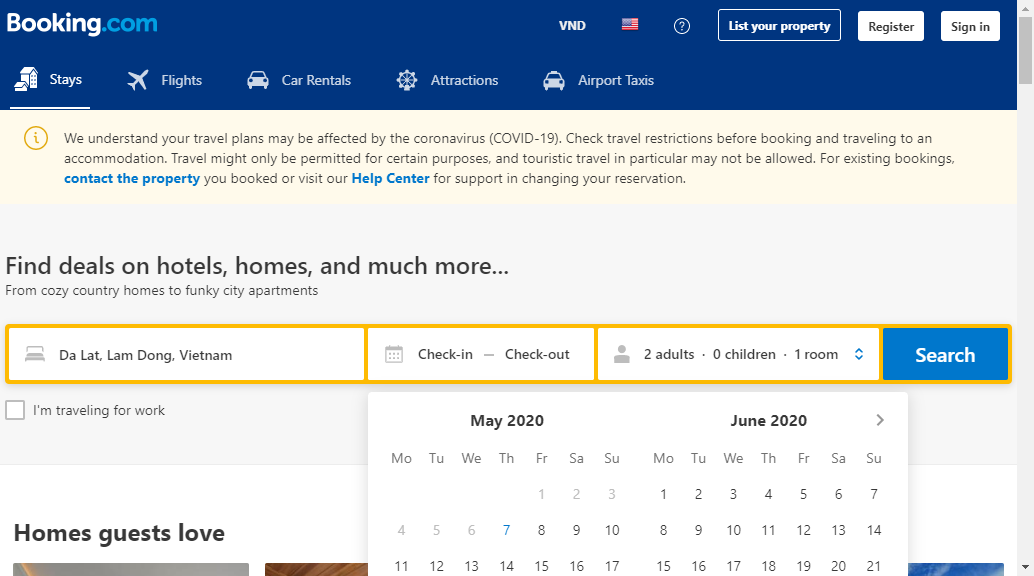 Booking.com
VND
List your property
Register
Sign in
Stays
Flights
Car Rentals
Attractions
Airport Taxis
We understand your travel plans may be affected by the coronavirus (COVID-19). Check travel restrictions before booking and traveling to an
accommodation. Travel might only be permitted for certain purposes, and touristic travel in particular may not be allowed. For existing bookings,
contact the property you booked or visit our Help Center for support in changing your reservation.
Find deals on hotels, homes, and much more...
From cozy country homes to funky city apartments
Da Lat, Lam Dong, Vietnam
Check-in — Check-out
2 adults · 0 children · 1 room
Search
I'm traveling for work
May 2020
Mo Tu We Th Fr Sa Su
1 2 3
4 5 6 7 8 9 10
11 12 13 14 15 16 17
June 2020
Mo Tu We Th Fr Sa Su
1 2 3 4 5 6 7
8 9 10 11 12 13 14
15 16 17 18 19 20 21
Homes guests love